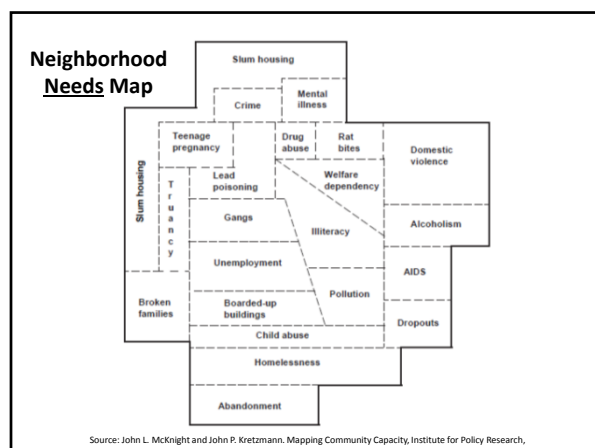 Neighborhood
Needs Map
Slum housing
Mental
illness
Crime
Teenage
pregnancy
Drug
abuse
Rat
bites
Domestic
violence
Slum housing
Truancy
Lead
poisoning
Welfare
dependency
Gangs
Illiteracy
Alcoholism
Unemployment
AIDS
Broken
families
Boarded-up
buildings
Pollution
Dropouts
Child abuse
Homelessness
Abandonment
Source: John L. McKnight and John P. Kretzmann. Mapping Community Capacity, Institute for Policy Research,